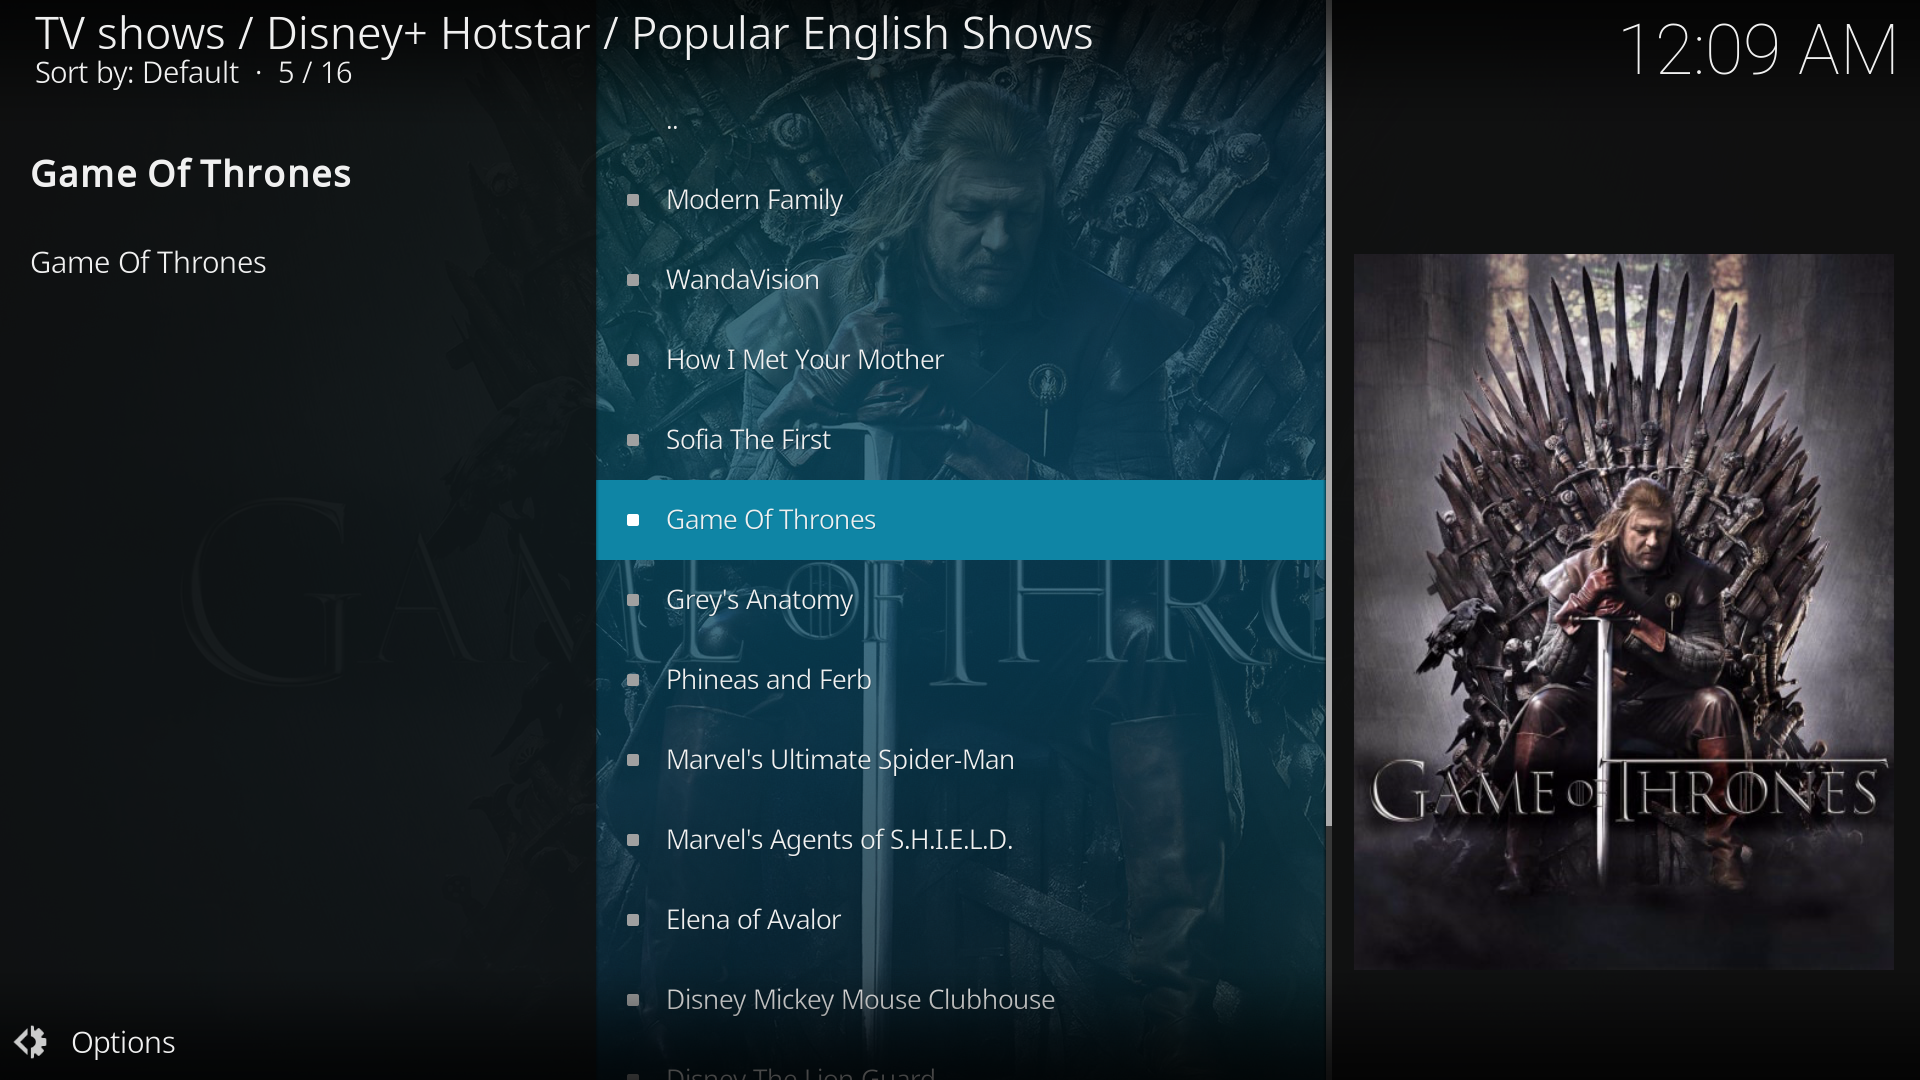 TV shows / Disney+ Hotstar / Popular English Shows
Sort by: Default · 5 / 16
12:09 AM
Game Of Thrones
Game Of Thrones
..
Modern Family
WandaVision
How I Met Your Mother
Sofia The First
Game Of Thrones
Grey's Anatomy
Phineas and Ferb
Marvel's Ultimate Spider-Man
Marvel's Agents of S.H.I.E.L.D.
Elena of Avalor
Disney Mickey Mouse Clubhouse
Disney The Lion Guard
GAME OF THRO
GAME OF THRONES
Options